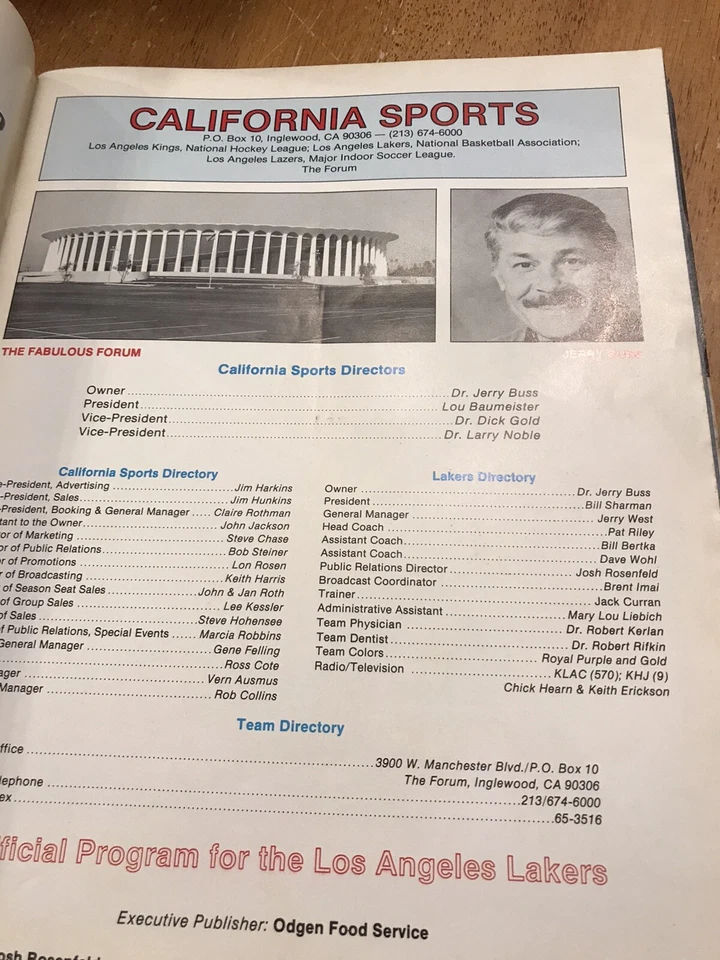 CALIFORNIA SPORTS
P.O. Box 10, Inglewood, CA 90306 — (213) 674-6000
Los Angeles Kings, National Hockey League; Los Angeles Lakers, National Basketball Association;
Los Angeles Lazers, Major Indoor Soccer League.
The Forum
THE FABULOUS FORUM
JERRY BUSS
California Sports Directors
Owner Dr. Jerry Buss
President Lou Baumeister
Vice-President Dr. Dick Gold
Vice-President Dr. Larry Noble
California Sports Directory
e-President, Advertising Jim Harkins
-President, Sales Jim Hunkins
-President, Booking & General Manager Claire Rothman
tant to the Owner John Jackson
tor of Marketing Steve Chase
or of Public Relations Bob Steiner
or of Promotions Lon Rosen
r of Broadcasting Keith Harris
of Season Seat Sales John & Jan Roth
of Group Sales Lee Kessler
of Sales Steve Hohensee
f Public Relations, Special Events Marcia Robbins
General Manager Gene Felling
Ross Cote
ager Vern Ausmus
Manager Rob Collins
Lakers Directory
Owner Dr. Jerry Buss
President Bill Sharman
General Manager Jerry West
Head Coach Pat Riley
Assistant Coach Bill Bertka
Assistant Coach Dave Wohl
Public Relations Director Josh Rosenfeld
Broadcast Coordinator Brent Imai
Trainer Jack Curran
Administrative Assistant Mary Lou Liebich
Team Physician Dr. Robert Kerlan
Team Dentist Dr. Robert Rifkin
Team Colors Royal Purple and Gold
Radio/Television KLAC (570); KHJ (9)
Chick Hearn & Keith Erickson
Team Directory
ffice 3900 W. Manchester Blvd./P.O. Box 10
The Forum, Inglewood, CA 90306
lephone 213/674-6000
ex 65-3516
fficial Program for the Los Angeles Lakers
Executive Publisher: Odgen Food Service